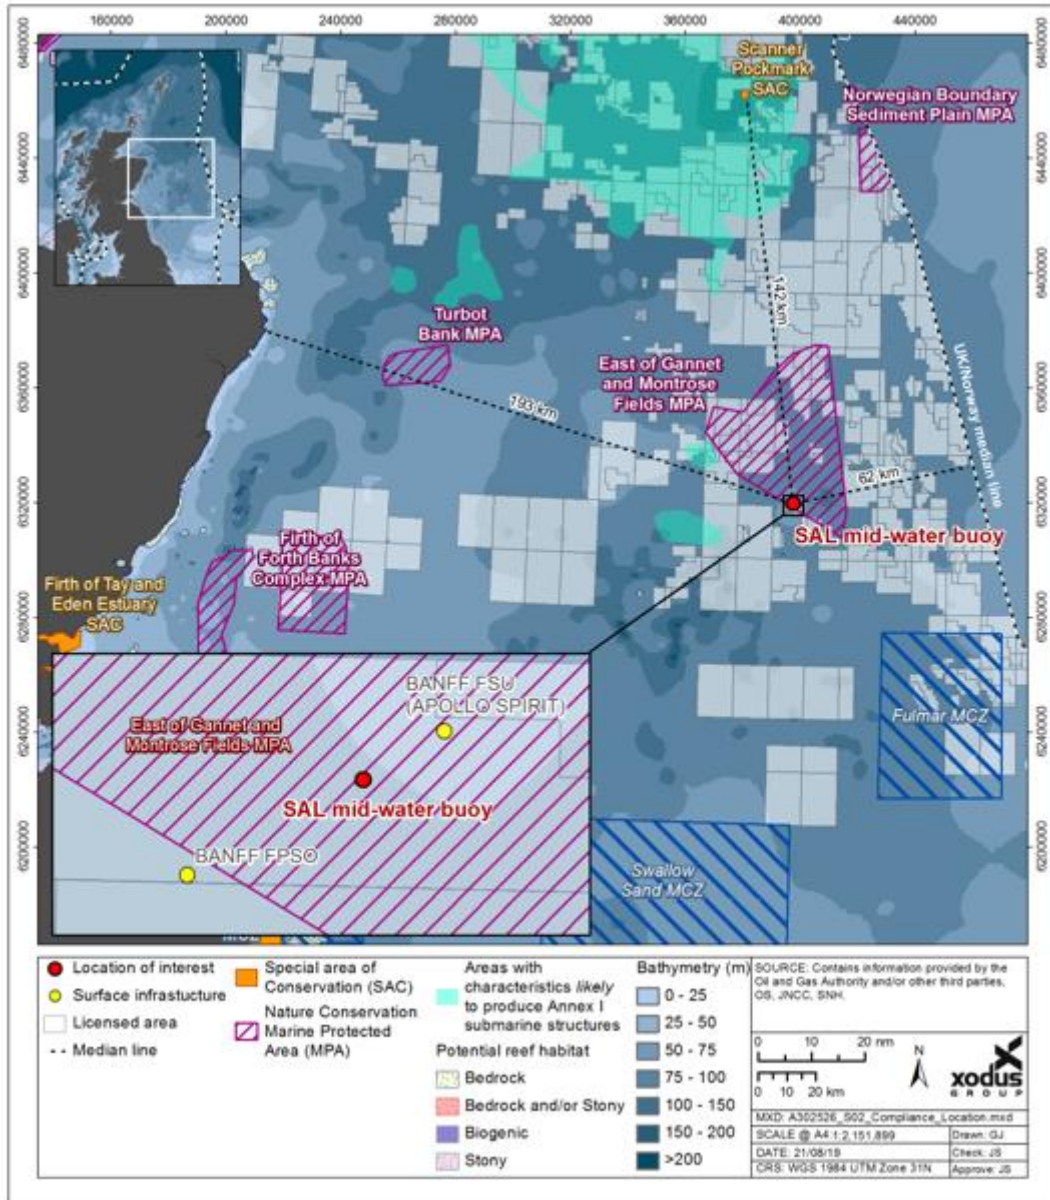 160000 200000 240000 280000 320000 360000 400000 440000
6480000
6480000
Scanner
Pockmark
SAC
Norwegian Boundary
Sediment Plain MPA
6440000
6440000
6400000
6400000
142 km
Turbot
Bank MPA
East of Gannet
and Montrose
Fields MPA
UK/Norway median line
6360000
6360000
193 km
62 km
6320000
6320000
SAL mid-water buoy
Firth of
Forth Banks
Complex MPA
Firth of Tay and
Eden Estuary
SAC
6280000
6280000
BANFF FSU
(APOLLO SPIRIT)
East of Gannet and
Montrose Fields MPA
Fulmar MCZ
6240000
6240000
SAL mid-water buoy
BANFF FPSO
6200000
6200000
Swallow
Sand MCZ
MCZ
Location of interest
Surface infrastucture
Licensed area
Median line
Special area of
Conservation (SAC)
Nature Conservation
Marine Protected
Area (MPA)
Areas with
characteristics likely
to produce Annex I
submarine structures
Potential reef habitat
Bedrock
Bedrock and/or Stony
Biogenic
Stony
Bathymetry (m)
0 - 25
25 - 50
50 - 75
75 - 100
100 - 150
150 - 200
>200
SOURCE: Contains information provided by the
Oil and Gas Authority and/or other third parties,
OS, JNCC, SNH.
0 10 20 nm
0 10 20 km
N
xodus
GROUP
MXD: A302526_S02_Compliance_Location.mxd
SCALE @ A4 1:2,151,899
Drawn: GJ
DATE: 21/08/19
Check: JS
CRS: WGS 1984 UTM Zone 31N
Approve: JS